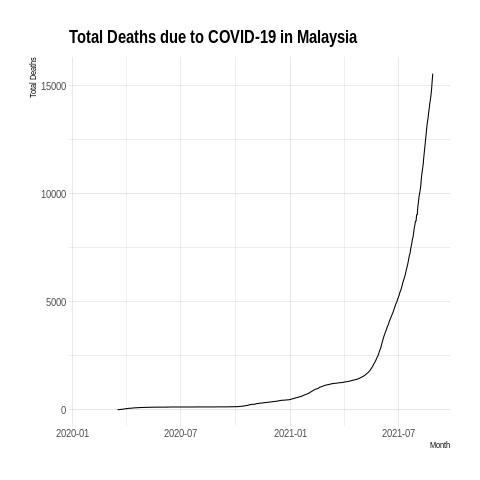 Total Deaths due to COVID-19 in Malaysia
Total Deaths
15000
10000
5000
0
2020-01
2020-07
2021-01
2021-07
Month